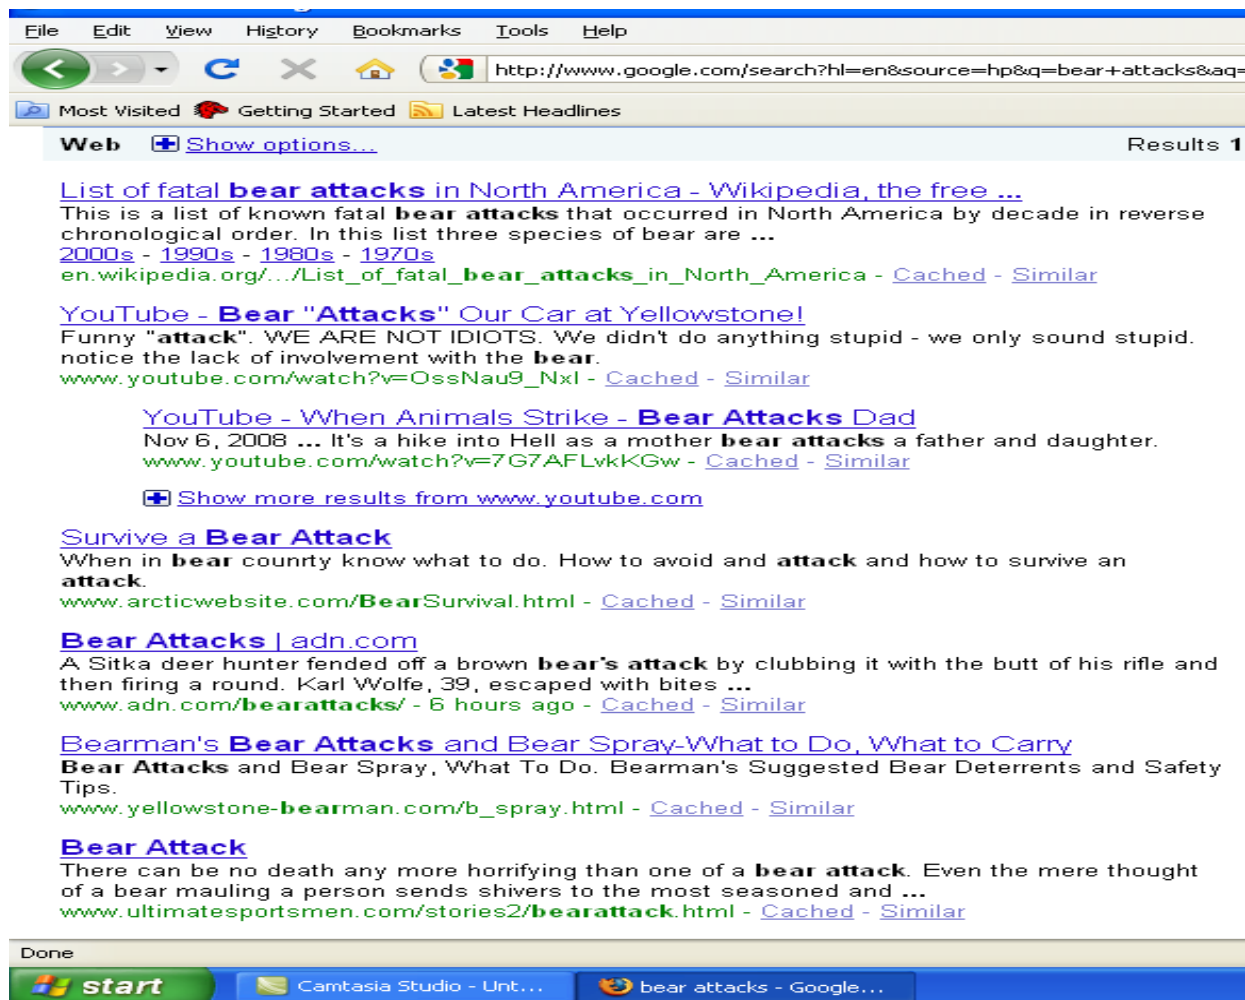 File Edit View History Bookmarks Tools Help
http://www.google.com/search?hl=en&source=hp&q=bear+attacks&aq=
Most Visited Getting Started Latest Headlines
Web Show options... Results 1
List of fatal bear attacks in North America - Wikipedia, the free ...
This is a list of known fatal bear attacks that occurred in North America by decade in reverse
chronological order. In this list three species of bear are ...
2000s - 1990s - 1980s - 1970s
en.wikipedia.org/.../List_of_fatal_bear_attacks_in_North_America - Cached - Similar
YouTube - Bear "Attacks" Our Car at Yellowstone!
Funny "attack". WE ARE NOT IDIOTS. We didn't do anything stupid - we only sound stupid.
notice the lack of involvement with the bear.
www.youtube.com/watch?v=OssNau9_NxI - Cached - Similar
YouTube - When Animals Strike - Bear Attacks Dad
Nov 6, 2008 ... It's a hike into Hell as a mother bear attacks a father and daughter.
www.youtube.com/watch?v=7G7AFLvkKGw - Cached - Similar
Show more results from www.youtube.com
Survive a Bear Attack
When in bear counrty know what to do. How to avoid and attack and how to survive an
attack.
www.arcticwebsite.com/BearSurvival.html - Cached - Similar
Bear Attacks | adn.com
A Sitka deer hunter fended off a brown bear's attack by clubbing it with the butt of his rifle and
then firing a round. Karl Wolfe, 39, escaped with bites ...
www.adn.com/bearattacks/ - 6 hours ago - Cached - Similar
Bearman's Bear Attacks and Bear Spray-What to Do, What to Carry
Bear Attacks and Bear Spray, What To Do. Bearman's Suggested Bear Deterrents and Safety
Tips.
www.yellowstone-bearman.com/b_spray.html - Cached - Similar
Bear Attack
There can be no death any more horrifying than one of a bear attack. Even the mere thought
of a bear mauling a person sends shivers to the most seasoned and ...
www.ultimatesportsmen.com/stories2/bearattack.html - Cached - Similar
Done
start Camtasia Studio - Unt... bear attacks - Google...